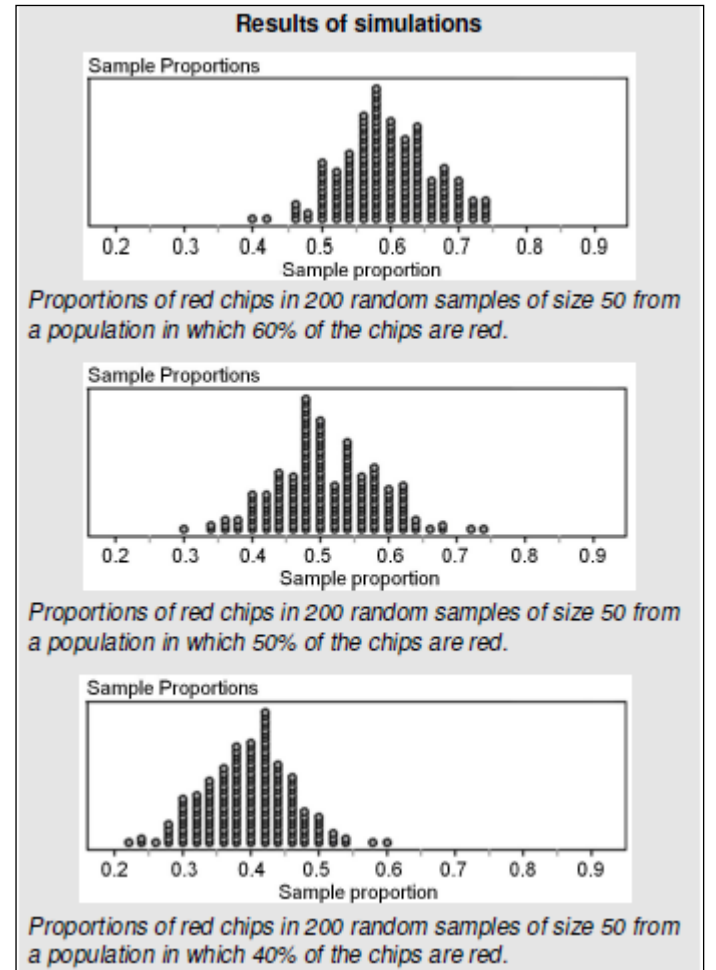 Results of simulations
Sample Proportions
0.2 0.3 0.4 0.5 0.6 0.7 0.8 0.9
Sample proportion
Proportions of red chips in 200 random samples of size 50 from
a population in which 60% of the chips are red.
Sample Proportions
0.2 0.3 0.4 0.5 0.6 0.7 0.8 0.9
Sample proportion
Proportions of red chips in 200 random samples of size 50 from
a population in which 50% of the chips are red.
Sample Proportions
0.2 0.3 0.4 0.5 0.6 0.7 0.8 0.9
Sample proportion
Proportions of red chips in 200 random samples of size 50 from
a population in which 40% of the chips are red.